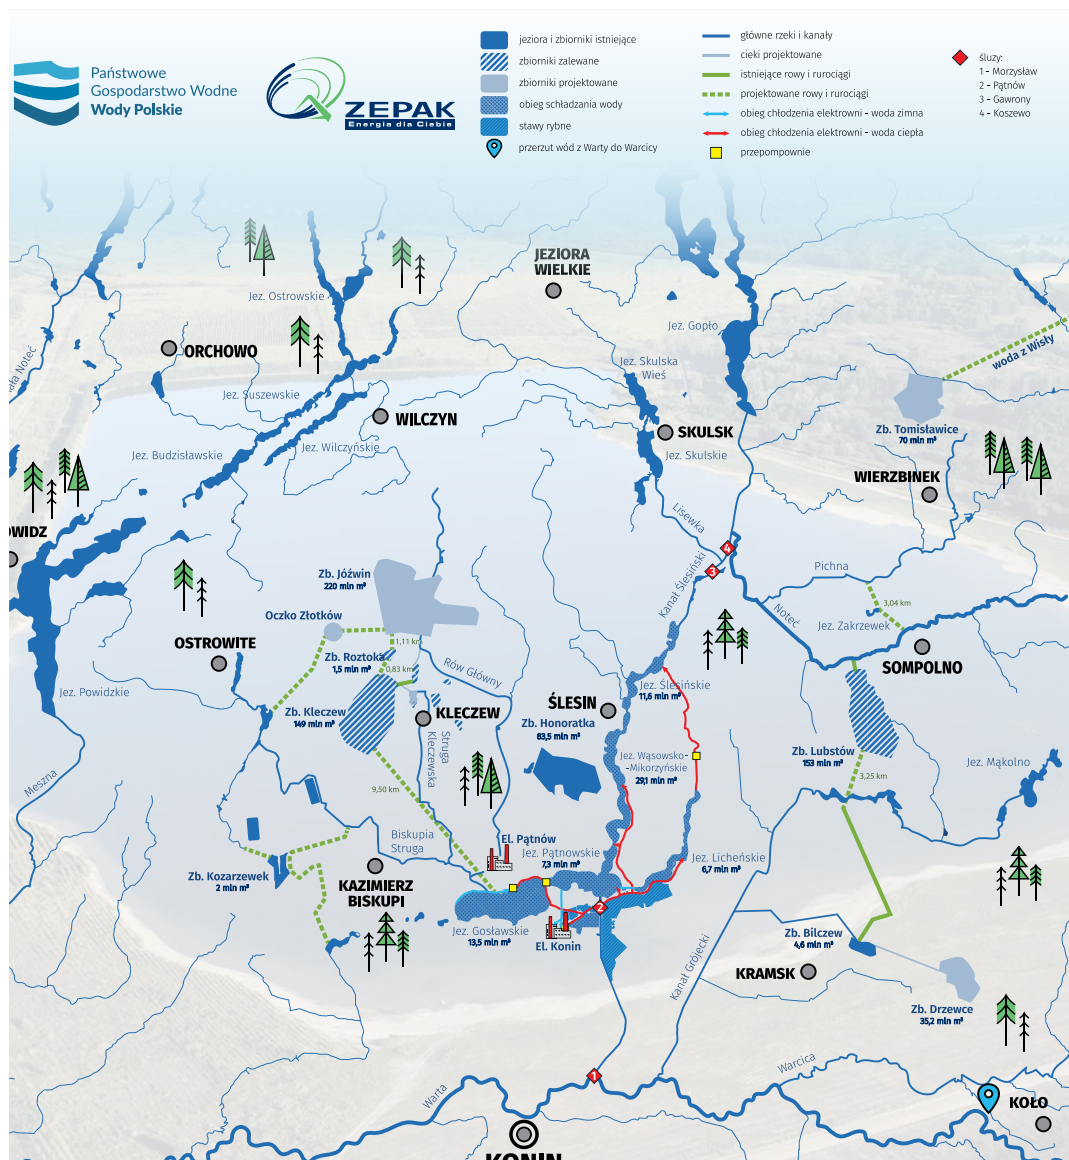 Państwowe
Gospodarstwo Wodne
Wody Polskie
ZEPAK
Energia dla Ciebie
jeziora i zbiorniki istniejące
zbiorniki zalewane
zbiorniki projektowane
obieg schładzania wody
stawy rybne
przerzut wód z Warty do Warcicy
główne rzeki i kanały
cieki projektowane
istniejące rowy i rurociągi
projektowane rowy i rurociągi
obieg chłodzenia elektrowni - woda zimna
obieg chłodzenia elektrowni - woda ciepła
przepompownie
śluzy:
1 - Morzysław
2 - Pątnów
3 - Gawrony
4 - Koszewo
JEZIORA
WIELKIE
Jez. Ostrowskie
Jez. Gopło
ORCHOWO
woda z Wisły
Jez. Skulska
Wieś
Jez. Suszewskie
WILCZYN
SKULSK
Zb. Tomisławice
70 mln m³
Jez. Budzisławskie
Jez. Wilczyńskie
Jez. Skulskie
WIERZBINEK
Lisewka
4
3
Kanał Ślesiński
Pichna
Zb. Jóźwin
220 mln m³
3,04 km
Oczko Złotków
Noteć
Jez. Zakrzewek
1,11 km
OSTROWITE
Zb. Roztoka
1,5 mln m³
0,83 km
Rów Główny
SOMPOLNO
Jez. Ślesińskie
11,6 mln m³
Jez. Powidzkie
ŚLESIN
Zb. Kleczew
149 mln m³
KLECZEW
Zb. Honoratka
83,5 mln m³
Struga
Kleczewska
Jez. Wąsowsko-
-Mikorzyńskie
29,1 mln m³
Zb. Lubstów
153 mln m³
Jez. Mąkolno
3,25 km
Meszna
9,50 km
Biskupia
Struga
El. Pątnów
Jez. Pątnowskie
7,3 mln m³
Jez. Licheńskie
6,7 mln m³
Zb. Kozarzewek
2 mln m³
KAZIMIERZ
BISKUPI
2
Jez. Gosławskie
13,5 mln m³
El. Konin
Zb. Bilczew
4,6 mln m³
Kanał Grójecki
KRAMSK
Zb. Drzewce
35,2 mln m³
Warcica
1
Warta
KOŁO
KONIN